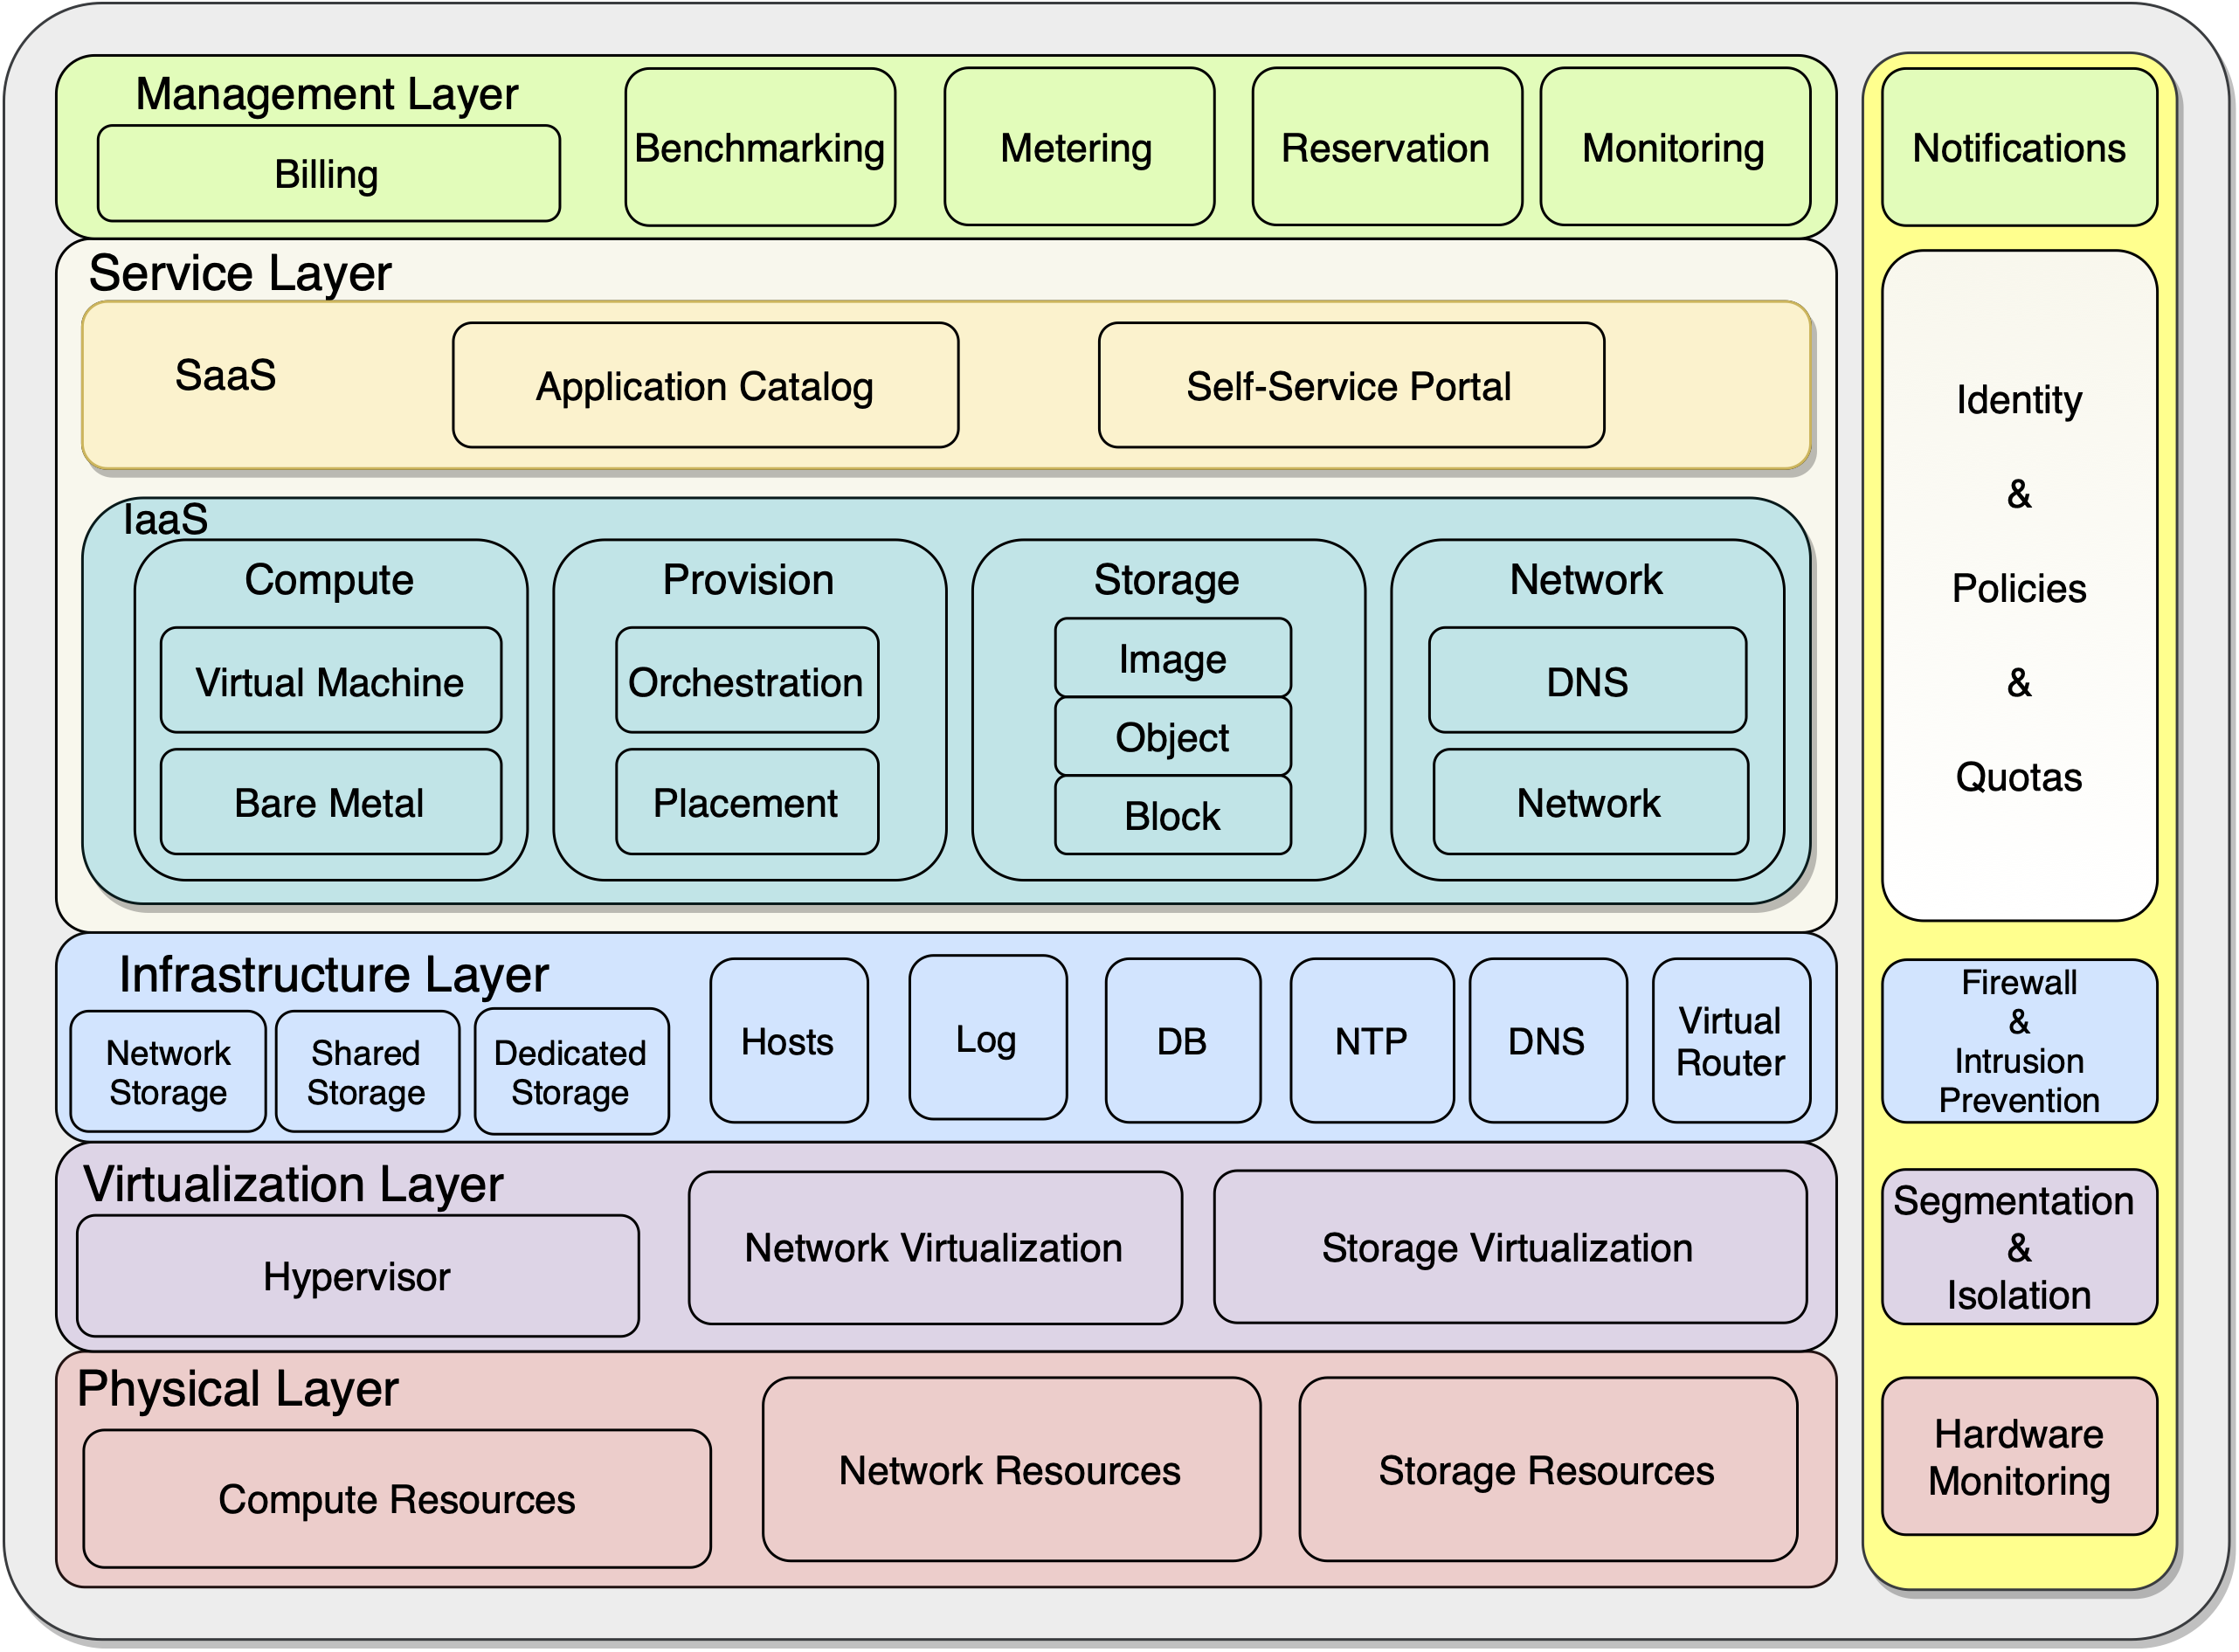 Management Layer
Billing
Benchmarking
Metering
Reservation
Monitoring
Notifications
Service Layer
SaaS
Application Catalog
Self-Service Portal
IaaS
Compute
Virtual Machine
Bare Metal
Provision
Orchestration
Placement
Storage
Image
Object
Block
Network
DNS
Network
Identity
&
Policies
&
Quotas
Infrastructure Layer
Network
Storage
Shared
Storage
Dedicated
Storage
Hosts
Log
DB
NTP
DNS
Virtual
Router
Firewall
&
Intrusion
Prevention
Virtualization Layer
Hypervisor
Network Virtualization
Storage Virtualization
Segmentation
&
Isolation
Physical Layer
Compute Resources
Network Resources
Storage Resources
Hardware
Monitoring